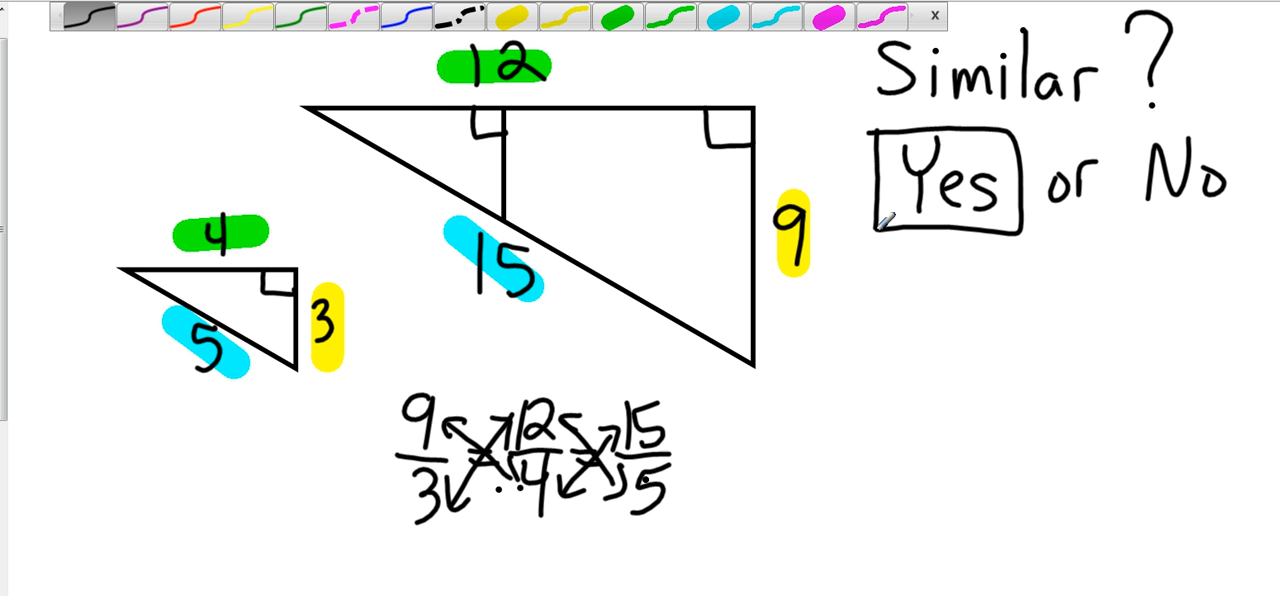 Similar ?
Yes or No
12
15
9
4
5
3
9/3 = 12/4 = 15/5
x